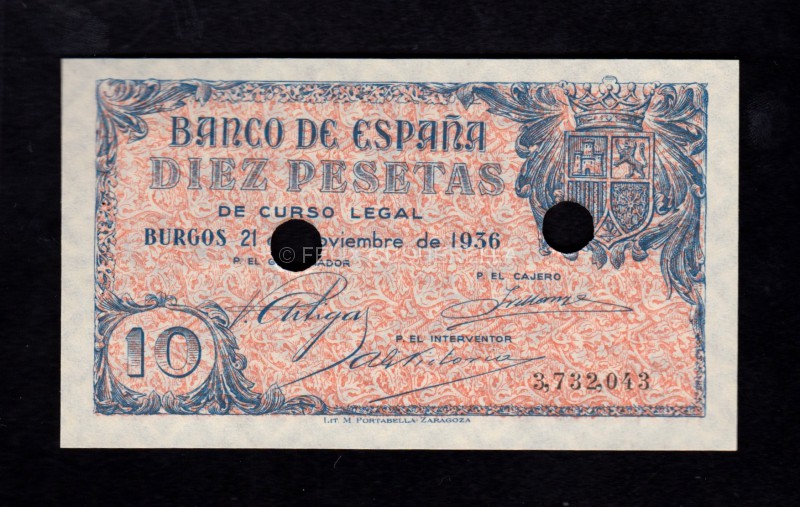 BANCO DE ESPAÑA
DIEZ PESETAS
DE CURSO LEGAL
BURGOS 21 noviembre de 1936
P. EL CAJERO
P. EL INTERVENTOR
10
3,732,043
LIT. M PORTABELLA-ZARAGOZA